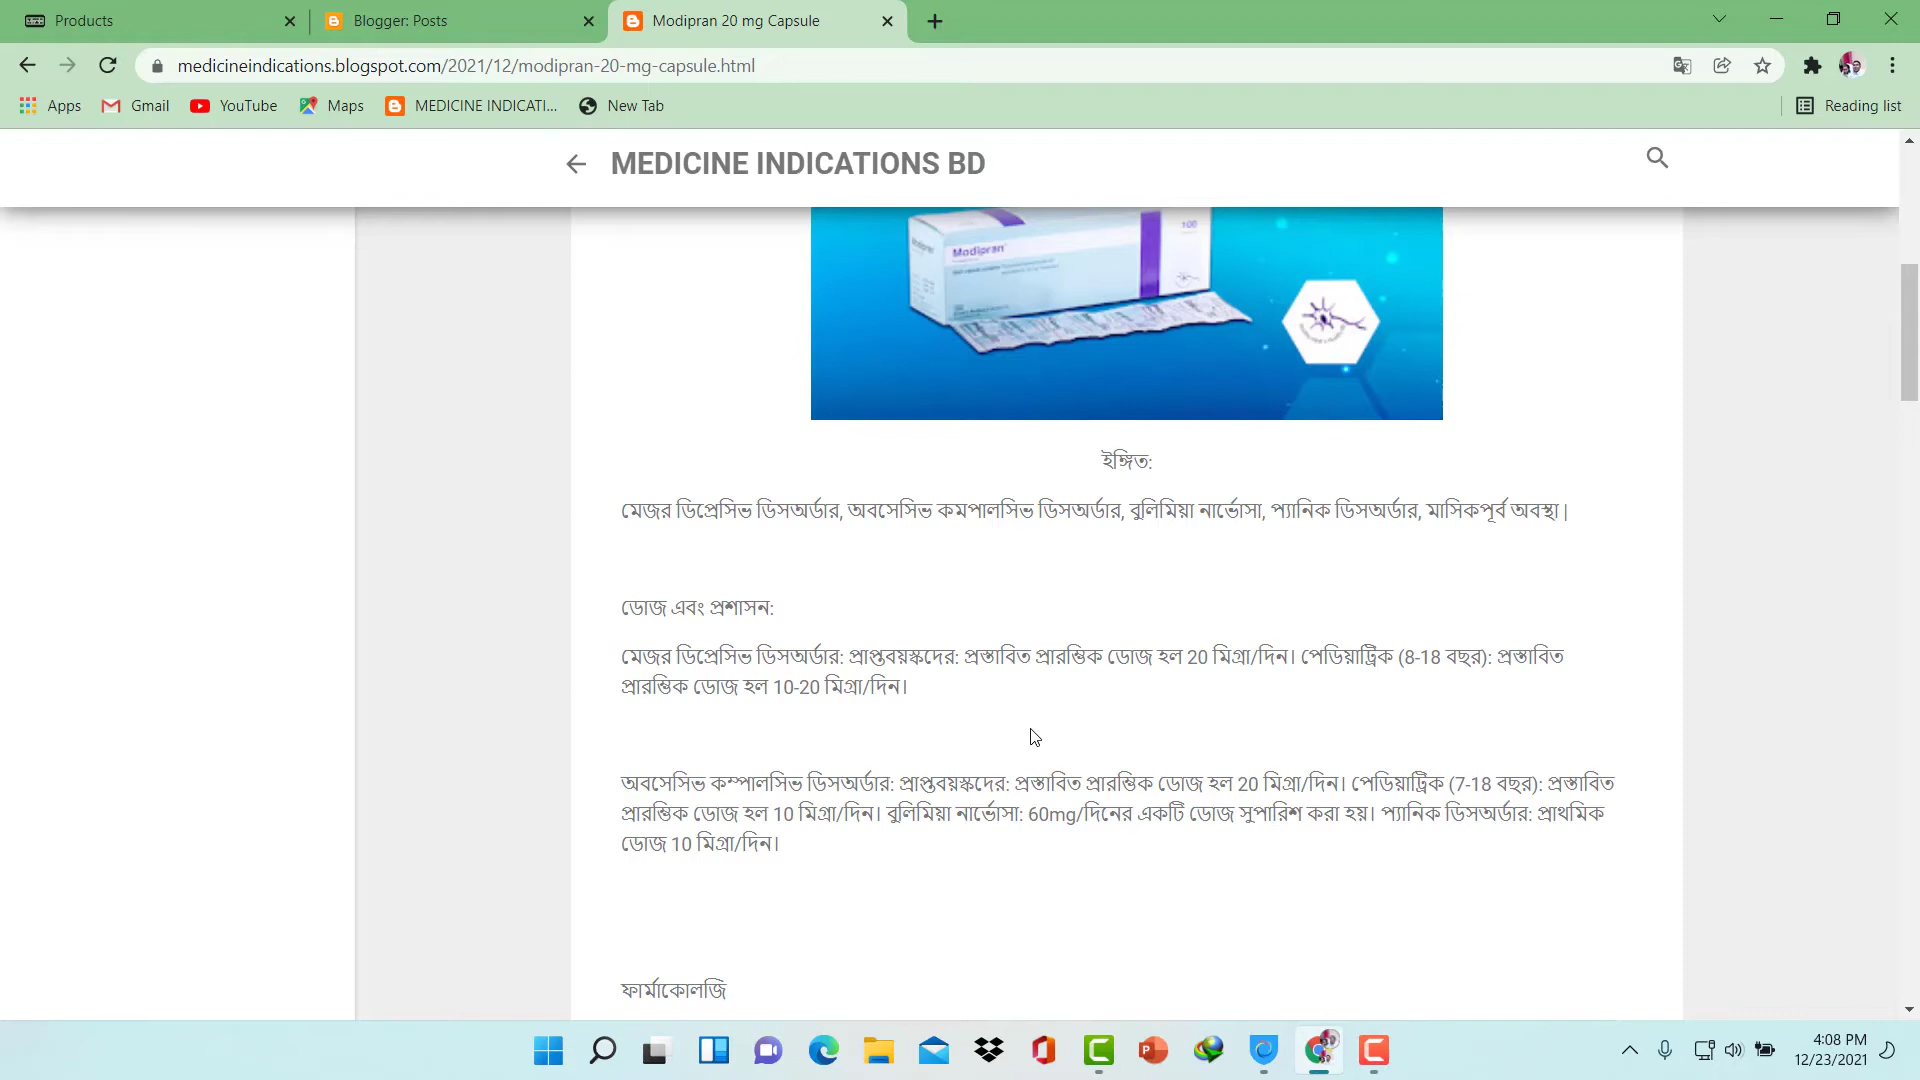 Products
Blogger: Posts
Modipran 20 mg Capsule
medicineindications.blogspot.com/2021/12/modipran-20-mg-capsule.html
Apps
Gmail
YouTube
Maps
MEDICINE INDICATI...
New Tab
Reading list
MEDICINE INDICATIONS BD
Modipran
100
ইঙ্গিত:
মেজর ডিপ্রেসিভ ডিসঅর্ডার, অবসেসিভ কমপালসিভ ডিসঅর্ডার, বুলিমিয়া নার্ভোসা, প্যানিক ডিসঅর্ডার, মাসিকপূর্ব অবস্থা |
ডোজ এবং প্রশাসন:
মেজর ডিপ্রেসিভ ডিসঅর্ডার: প্রাপ্তবয়স্কদের: প্রস্তাবিত প্রারম্ভিক ডোজ হল 20 মিগ্রা/দিন। পেডিয়াট্রিক (8-18 বছর): প্রস্তাবিত
প্রারম্ভিক ডোজ হল 10-20 মিগ্রা/দিন।
অবসেসিভ কম্পালসিভ ডিসঅর্ডার: প্রাপ্তবয়স্কদের: প্রস্তাবিত প্রারম্ভিক ডোজ হল 20 মিগ্রা/দিন। পেডিয়াট্রিক (7-18 বছর): প্রস্তাবিত
প্রারম্ভিক ডোজ হল 10 মিগ্রা/দিন। বুলিমিয়া নার্ভোসা: 60mg/দিনের একটি ডোজ সুপারিশ করা হয়। প্যানিক ডিসঅর্ডার: প্রাথমিক
ডোজ 10 মিগ্রা/দিন।
ফার্মাকোলজি
4:08 PM
12/23/2021